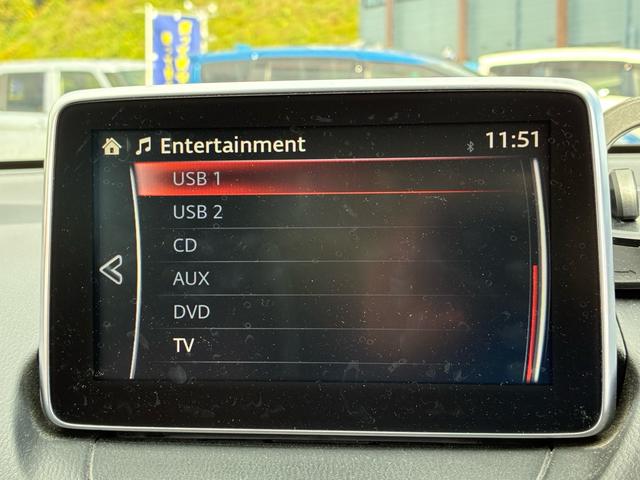 Entertainment 11:51
USB 1
USB 2
CD
AUX
DVD
TV